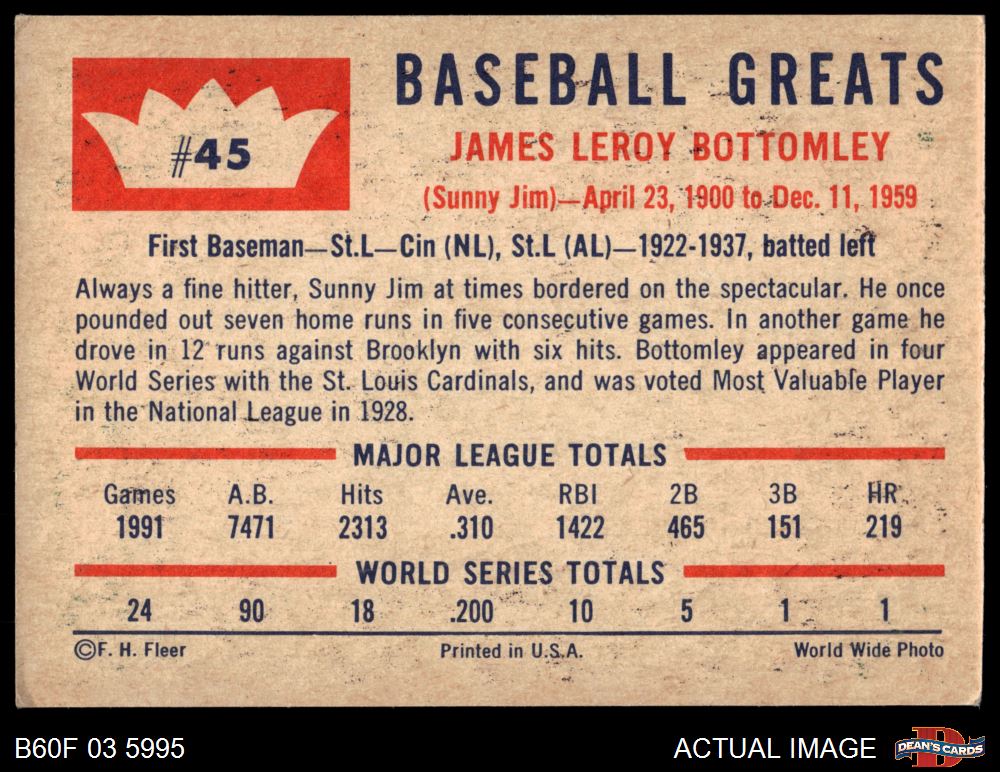 #45
BASEBALL GREATS
JAMES LEROY BOTTOMLEY
(Sunny Jim)—April 23, 1900 to Dec. 11, 1959
First Baseman—St.L—Cin (NL), St.L (AL)—1922-1937, batted left
Always a fine hitter, Sunny Jim at times bordered on the spectacular. He once
pounded out seven home runs in five consecutive games. In another game he
drove in 12 runs against Brooklyn with six hits. Bottomley appeared in four
World Series with the St. Louis Cardinals, and was voted Most Valuable Player
in the National League in 1928.
MAJOR LEAGUE TOTALS
Games A.B. Hits Ave. RBI 2B 3B HR
1991 7471 2313 .310 1422 465 151 219
WORLD SERIES TOTALS
24 90 18 .200 10 5 1 1
©F. H. Fleer Printed in U.S.A. World Wide Photo
B60F 03 5995 ACTUAL IMAGE DEAN'S CARDS